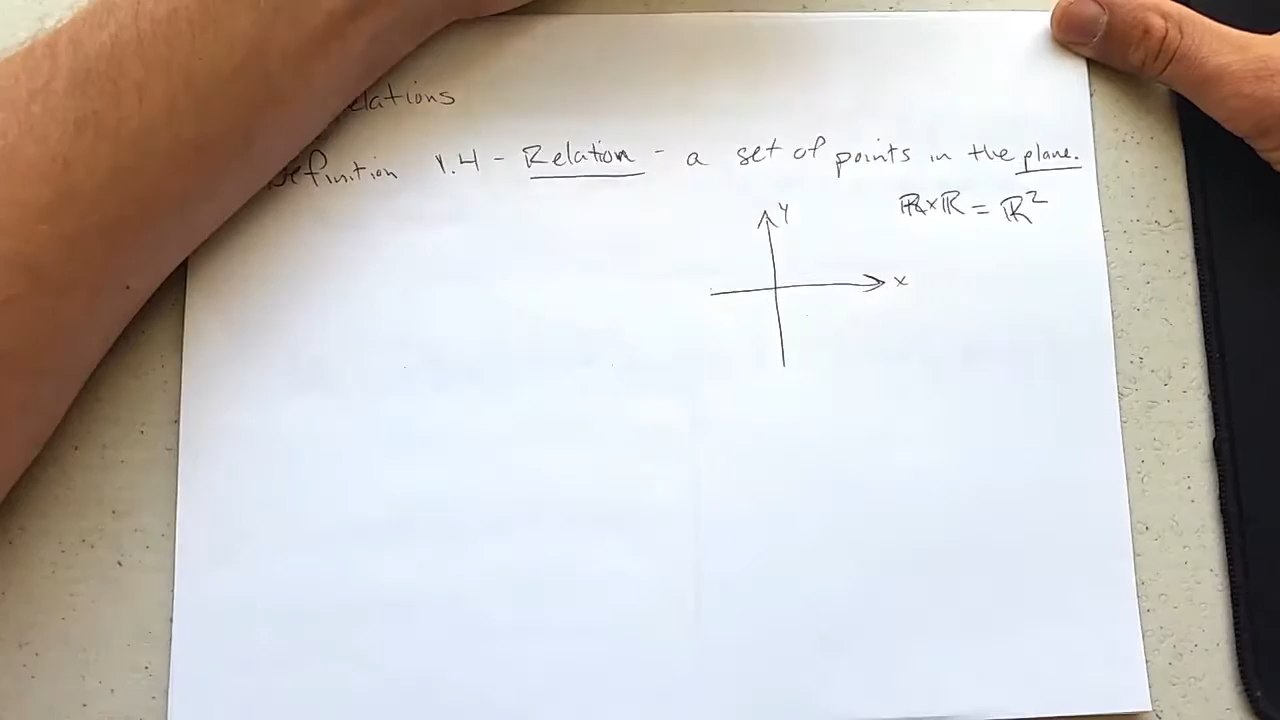 elations
efinition 1.4 - Relation - a set of points in the plane.
ℝ×ℝ = ℝ²
y
x